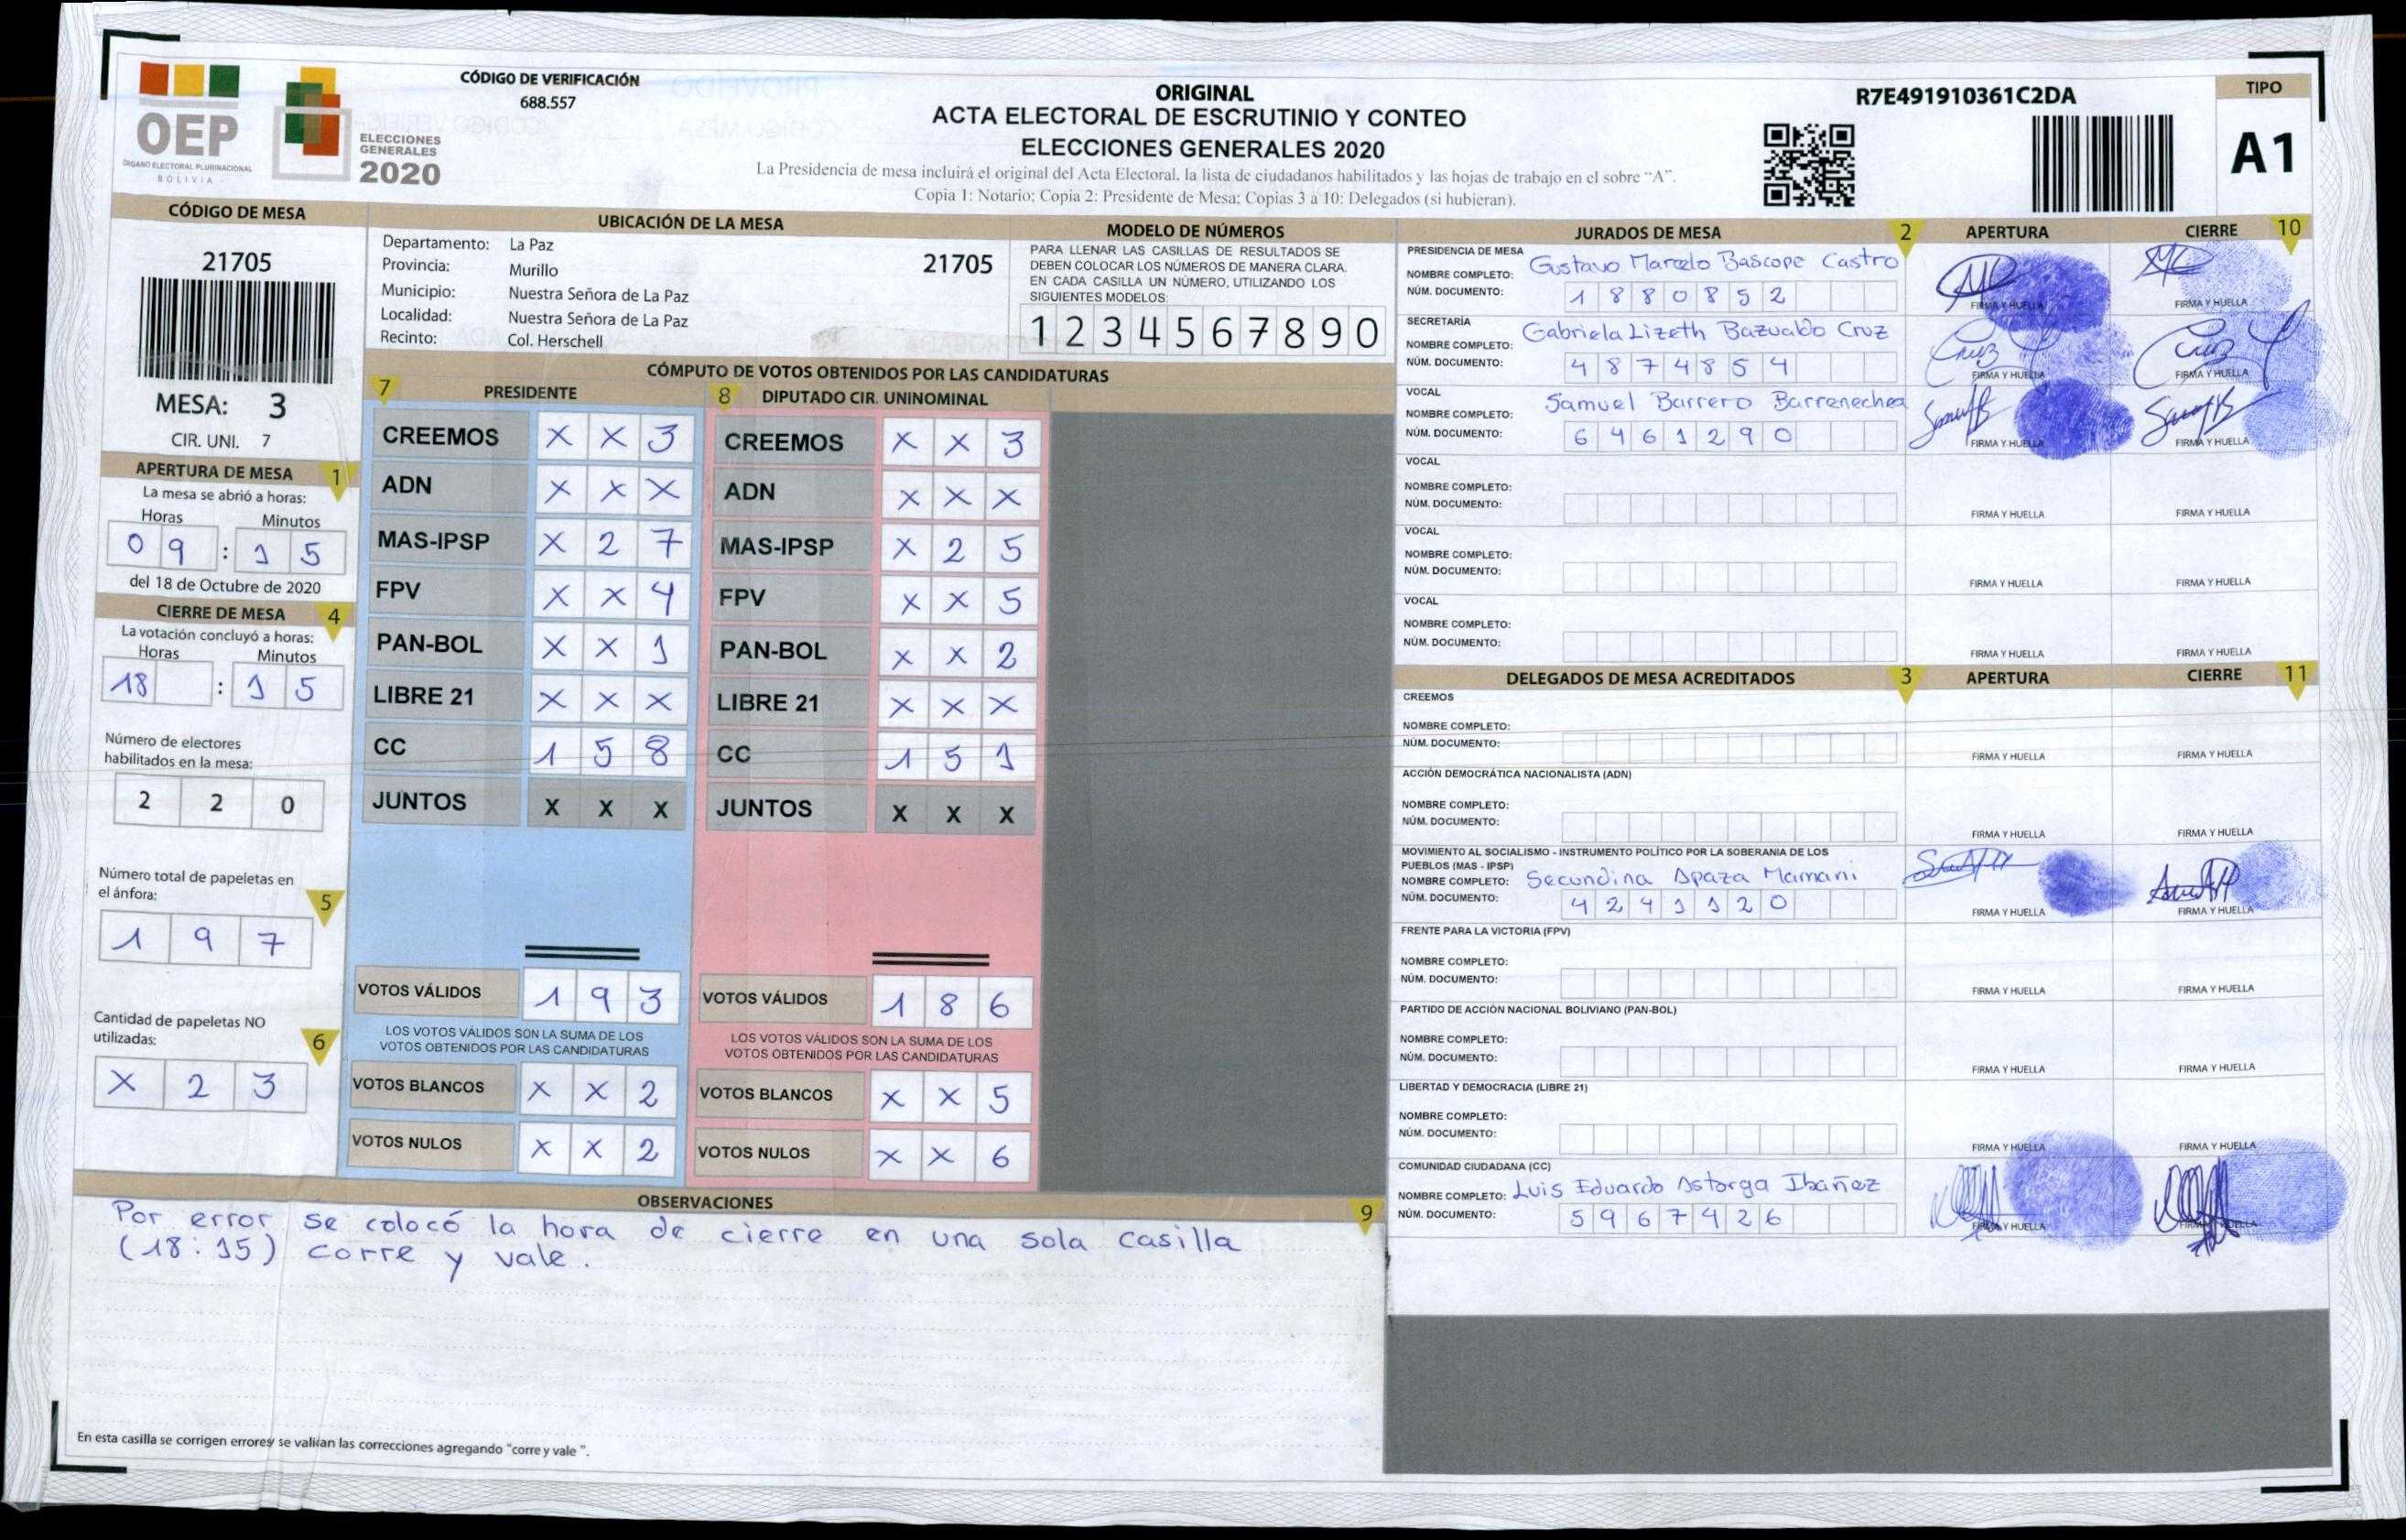 OEP
ÓRGANO ELECTORAL PLURINACIONAL
BOLIVIA
ELECCIONES
GENERALES
2020
CÓDIGO DE VERIFICACIÓN
688.557
ORIGINAL
ACTA ELECTORAL DE ESCRUTINIO Y CONTEO
ELECCIONES GENERALES 2020
La Presidencia de mesa incluirá el original del Acta Electoral, la lista de ciudadanos habilitados y las hojas de trabajo en el sobre “A”.
Copia 1: Notario; Copia 2: Presidente de Mesa; Copias 3 a 10: Delegados (si hubieran).
R7E491910361C2DA
TIPO
A1
CÓDIGO DE MESA
21705
MESA: 3
CIR. UNI. 7
APERTURA DE MESA 1
La mesa se abrió a horas:
Horas Minutos
0 9 : 1 5
del 18 de Octubre de 2020
CIERRE DE MESA 4
La votación concluyó a horas:
Horas Minutos
18 : 1 5
Número de electores
habilitados en la mesa:
2 2 0
Número total de papeletas en
el ánfora: 5
1 9 7
Cantidad de papeletas NO
utilizadas: 6
X 2 3
UBICACIÓN DE LA MESA
Departamento: La Paz
Provincia: Murillo 21705
Municipio: Nuestra Señora de La Paz
Localidad: Nuestra Señora de La Paz
Recinto: Col. Herschell
MODELO DE NÚMEROS
PARA LLENAR LAS CASILLAS DE RESULTADOS SE
DEBEN COLOCAR LOS NÚMEROS DE MANERA CLARA.
EN CADA CASILLA UN NÚMERO, UTILIZANDO LOS
SIGUIENTES MODELOS:
1 2 3 4 5 6 7 8 9 0
CÓMPUTO DE VOTOS OBTENIDOS POR LAS CANDIDATURAS
7 PRESIDENTE
CREEMOS X X 3
ADN X X X
MAS-IPSP X 2 7
FPV X X 4
PAN-BOL X X 1
LIBRE 21 X X X
CC 1 5 8
JUNTOS X X X
VOTOS VÁLIDOS 1 9 3
LOS VOTOS VÁLIDOS SON LA SUMA DE LOS
VOTOS OBTENIDOS POR LAS CANDIDATURAS
VOTOS BLANCOS X X 2
VOTOS NULOS X X 2
8 DIPUTADO CIR. UNINOMINAL
CREEMOS X X 3
ADN X X X
MAS-IPSP X 2 5
FPV X X 5
PAN-BOL X X 2
LIBRE 21 X X X
CC 1 5 1
JUNTOS X X X
VOTOS VÁLIDOS 1 8 6
LOS VOTOS VÁLIDOS SON LA SUMA DE LOS
VOTOS OBTENIDOS POR LAS CANDIDATURAS
VOTOS BLANCOS X X 5
VOTOS NULOS X X 6
OBSERVACIONES 9
Por error se colocó la hora de cierre en una sola casilla
(18:15) corre y vale.
En esta casilla se corrigen errores y se validan las correcciones agregando "corre y vale ".
JURADOS DE MESA 2 APERTURA CIERRE 10
PRESIDENCIA DE MESA
NOMBRE COMPLETO: Gustavo Marcelo Bascope Castro
NÚM. DOCUMENTO: 1 8 8 0 8 5 2 FIRMA Y HUELLA FIRMA Y HUELLA
SECRETARÍA
NOMBRE COMPLETO: Gabriela Lizeth Bazualdo Cruz
NÚM. DOCUMENTO: 4 8 7 4 8 5 4 FIRMA Y HUELLA FIRMA Y HUELLA
VOCAL
NOMBRE COMPLETO: Samuel Barrero Barrenechea
NÚM. DOCUMENTO: 6 4 6 1 2 9 0 FIRMA Y HUELLA FIRMA Y HUELLA
VOCAL
NOMBRE COMPLETO:
NÚM. DOCUMENTO: FIRMA Y HUELLA FIRMA Y HUELLA
VOCAL
NOMBRE COMPLETO:
NÚM. DOCUMENTO: FIRMA Y HUELLA FIRMA Y HUELLA
VOCAL
NOMBRE COMPLETO:
NÚM. DOCUMENTO: FIRMA Y HUELLA FIRMA Y HUELLA
DELEGADOS DE MESA ACREDITADOS 3 APERTURA CIERRE 11
CREEMOS
NOMBRE COMPLETO:
NÚM. DOCUMENTO: FIRMA Y HUELLA FIRMA Y HUELLA
ACCIÓN DEMOCRÁTICA NACIONALISTA (ADN)
NOMBRE COMPLETO:
NÚM. DOCUMENTO: FIRMA Y HUELLA FIRMA Y HUELLA
MOVIMIENTO AL SOCIALISMO - INSTRUMENTO POLÍTICO POR LA SOBERANIA DE LOS
PUEBLOS (MAS - IPSP)
NOMBRE COMPLETO: Secundina Apaza Mamani
NÚM. DOCUMENTO: 4 2 4 1 1 2 0 FIRMA Y HUELLA FIRMA Y HUELLA
FRENTE PARA LA VICTORIA (FPV)
NOMBRE COMPLETO:
NÚM. DOCUMENTO: FIRMA Y HUELLA FIRMA Y HUELLA
PARTIDO DE ACCIÓN NACIONAL BOLIVIANO (PAN-BOL)
NOMBRE COMPLETO:
NÚM. DOCUMENTO: FIRMA Y HUELLA FIRMA Y HUELLA
LIBERTAD Y DEMOCRACIA (LIBRE 21)
NOMBRE COMPLETO:
NÚM. DOCUMENTO: FIRMA Y HUELLA FIRMA Y HUELLA
COMUNIDAD CIUDADANA (CC)
NOMBRE COMPLETO: Luis Eduardo Astorga Ibañez
NÚM. DOCUMENTO: 5 9 6 7 4 2 6 FIRMA Y HUELLA FIRMA Y HUELLA